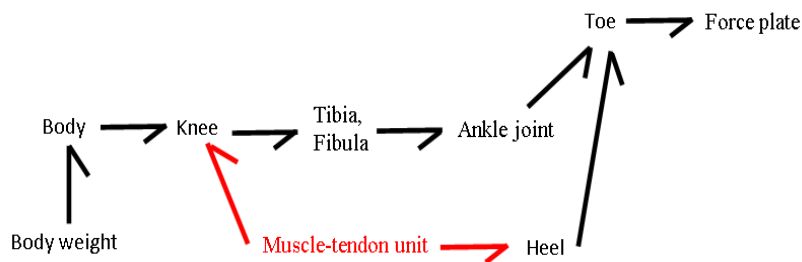 Toe
Force plate
Body
Knee
Tibia,
Fibula
Ankle joint
Body weight
Muscle-tendon unit
Heel